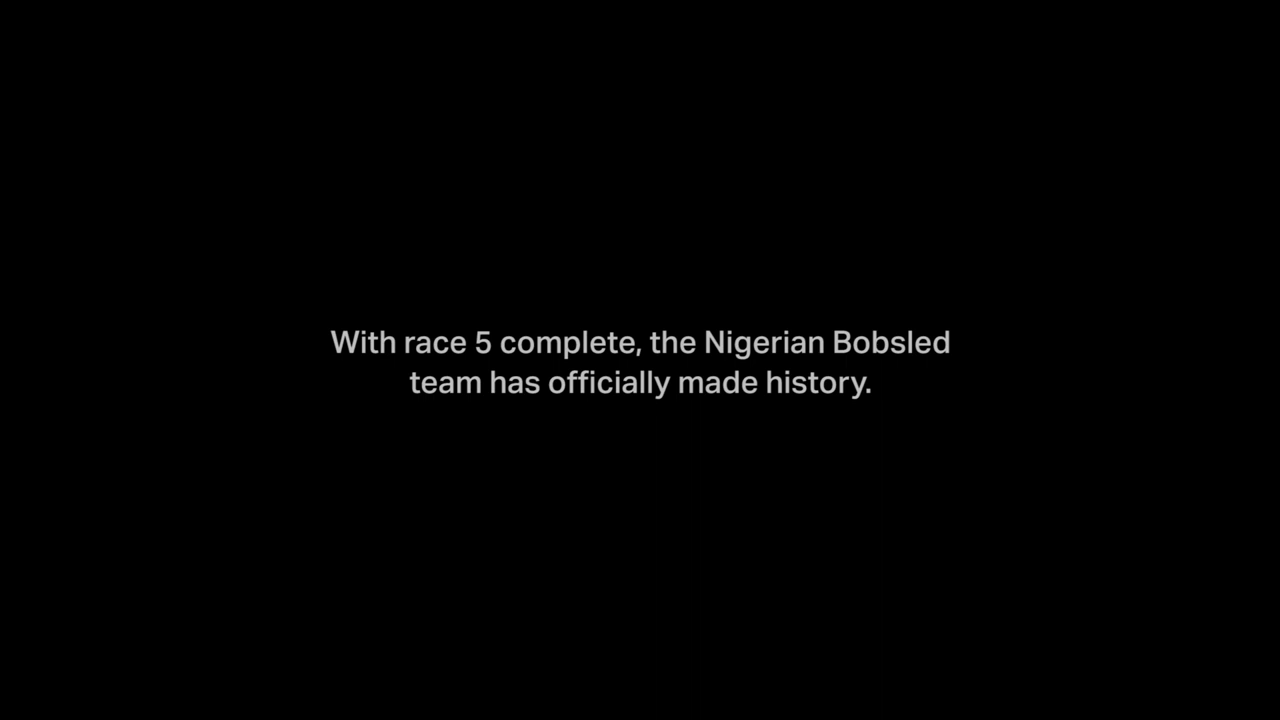 With race 5 complete, the Nigerian Bobsled
team has officially made history.